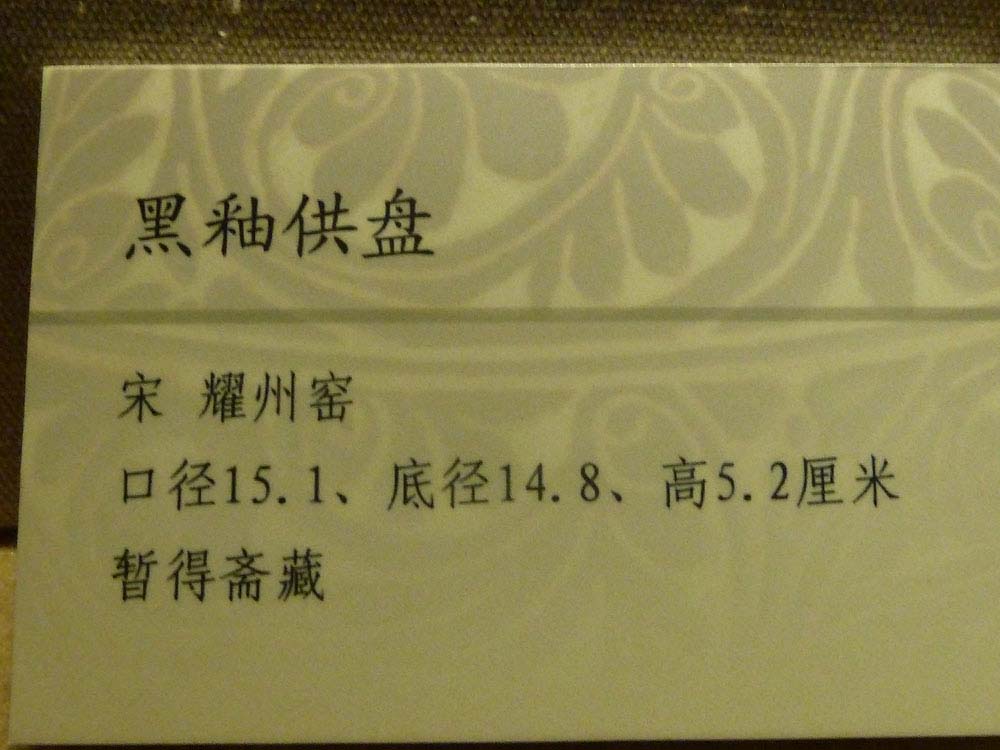 黑釉供盘
宋 耀州窑
口径15.1、底径14.8、高5.2厘米
暂得斋藏